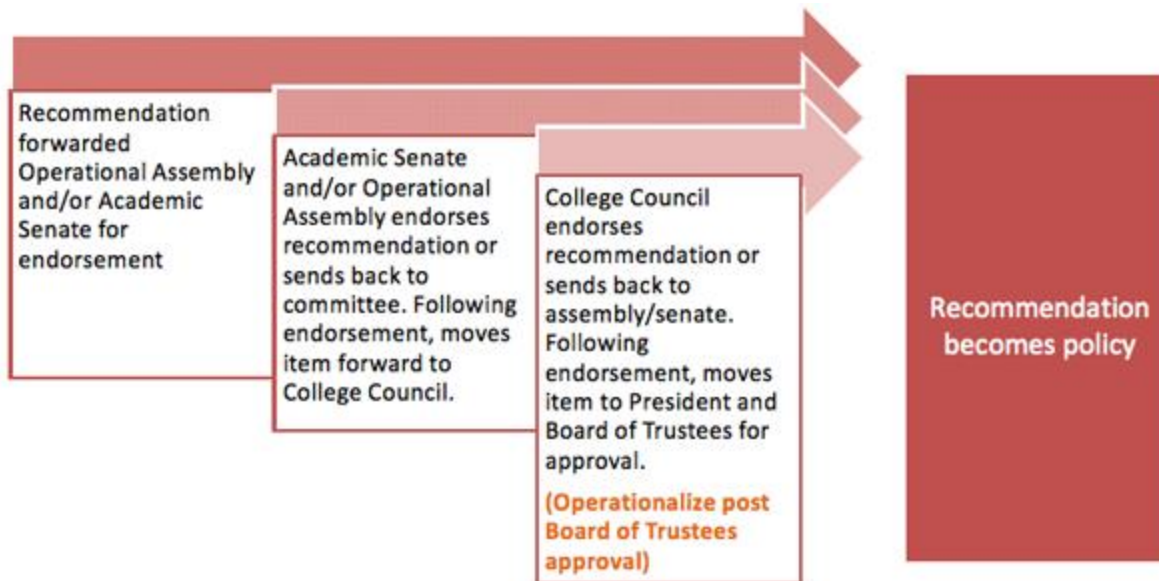 Recommendation
forwarded
Operational Assembly
and/or Academic
Senate for
endorsement
Academic Senate
and/or Operational
Assembly endorses
recommendation or
sends back to
committee. Following
endorsement, moves
item forward to
College Council.
College Council
endorses
recommendation or
sends back to
assembly/senate.
Following
endorsement, moves
item to President and
Board of Trustees for
approval.
(Operationalize post
Board of Trustees
approval)
Recommendation
becomes policy